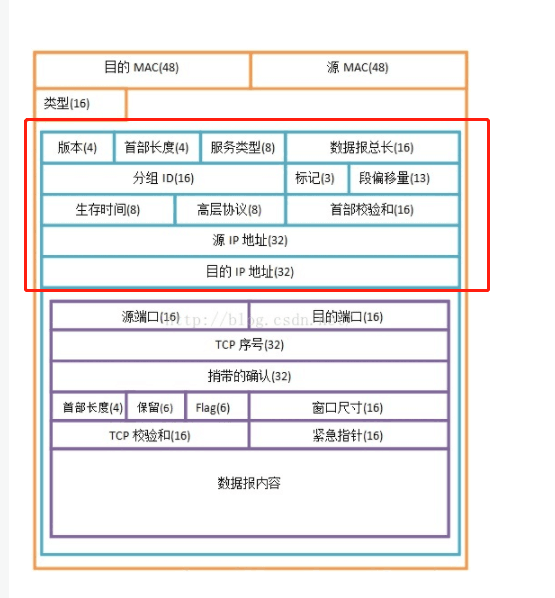 目的 MAC(48) 源 MAC(48)
类型(16)
版本(4) 首部长度(4) 服务类型(8) 数据报总长(16)
分组 ID(16) 标记(3) 段偏移量(13)
生存时间(8) 高层协议(8) 首部校验和(16)
源 IP 地址(32)
目的 IP 地址(32)
源端口(16) 目的端口(16)
http://blog.csdn.
TCP 序号(32)
捎带的确认(32)
首部长度(4) 保留(6) Flag(6) 窗口尺寸(16)
TCP 校验和(16) 紧急指针(16)
数据报内容